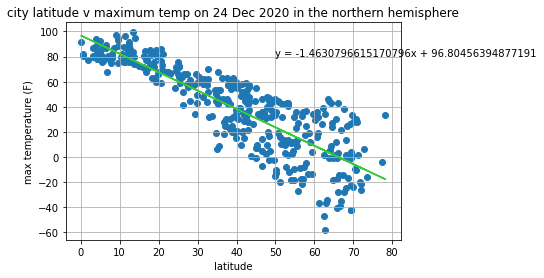 city latitude v maximum temp on 24 Dec 2020 in the northern hemisphere
100
80
60
40
20
0
−20
−40
−60
max temperature (F)
y = -1.4630796615170796x + 96.80456394877191
0 10 20 30 40 50 60 70 80
latitude